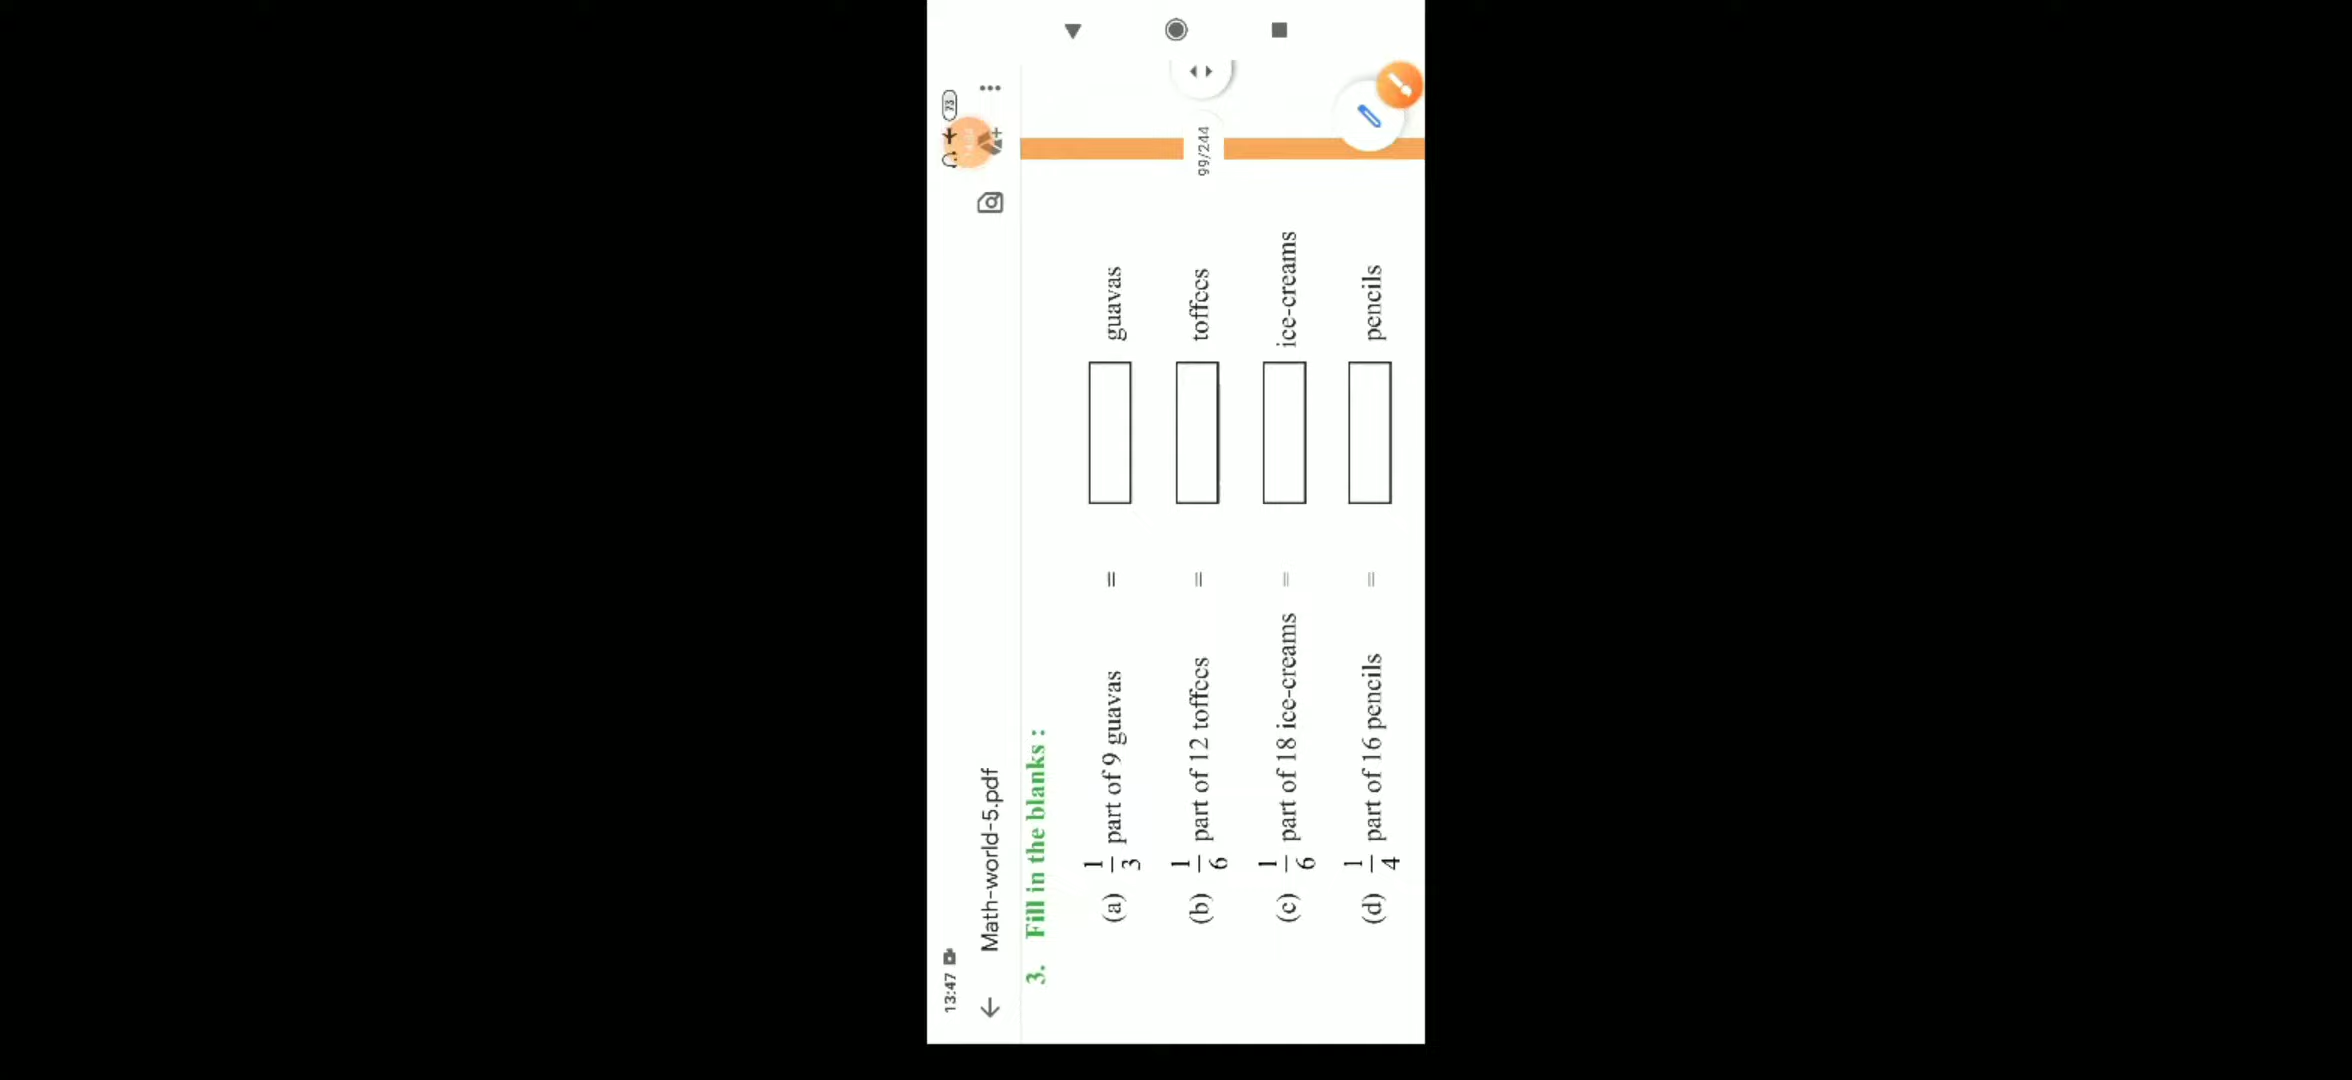 13:47
73
Math-world-5.pdf
3. Fill in the blanks :
(a) 1/3 part of 9 guavas = guavas
(b) 1/6 part of 12 toffees = toffees
99/244
(c) 1/6 part of 18 ice-creams = ice-creams
(d) 1/4 part of 16 pencils = pencils